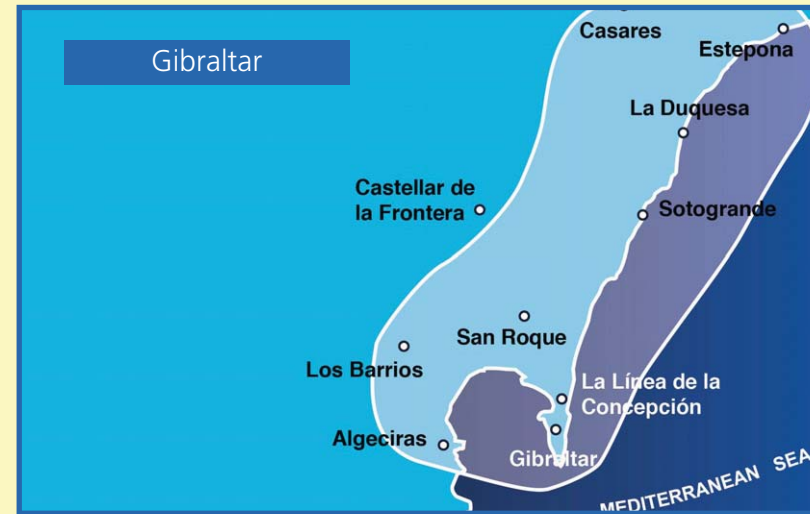 Gibraltar
Casares
Estepona
La Duquesa
Castellar de
la Frontera
Sotogrande
San Roque
Los Barrios
La Línea de la
Concepción
Algeciras
Gibraltar
MEDITERRANEAN SEA